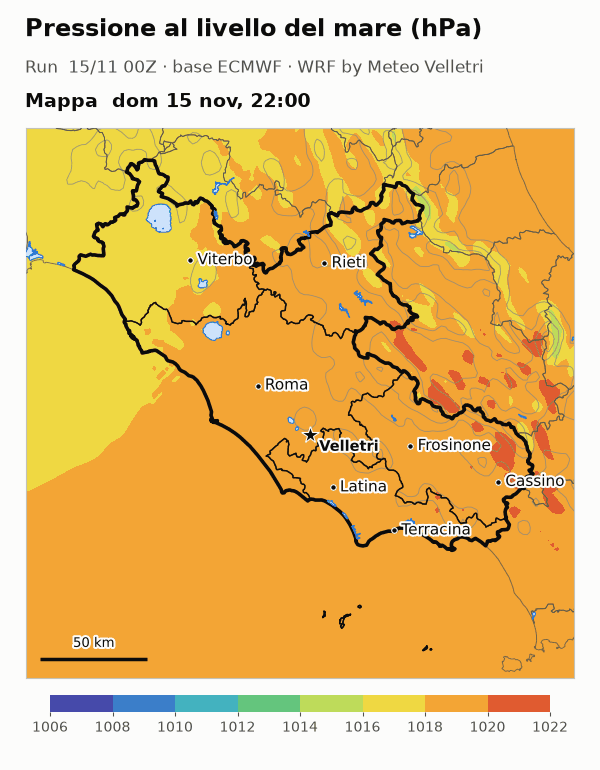 Pressione al livello del mare (hPa)
Run  15/11 00Z · base ECMWF · WRF by Meteo Velletri
Mappa  dom 15 nov, 22:00
Viterbo
Rieti
Roma
Velletri
Frosinone
Cassino
Latina
Terracina
50 km
1006 1008 1010 1012 1014 1016 1018 1020 1022